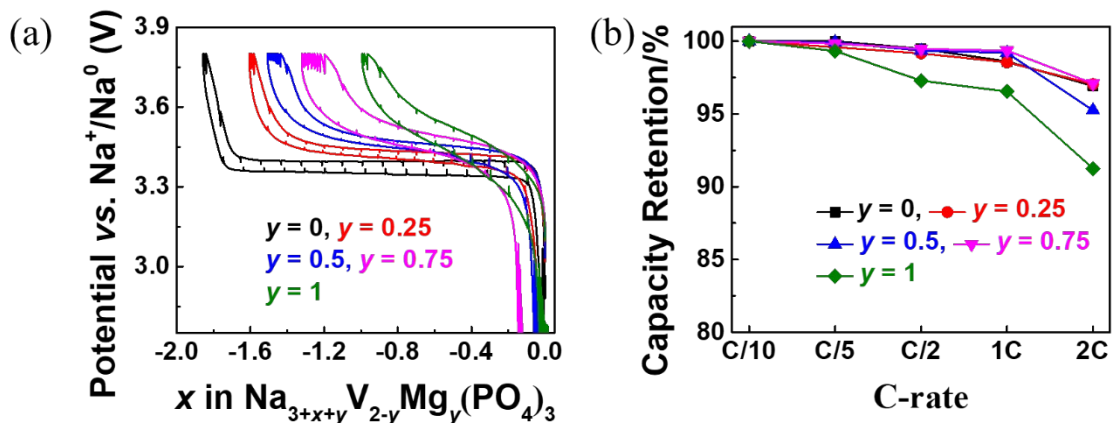 (a)
Potential vs. Na⁺/Na⁰ (V)
3.9
3.6
3.3
3.0
y = 0, y = 0.25
y = 0.5, y = 0.75
y = 1
-2.0 -1.6 -1.2 -0.8 -0.4 0.0
x in Na₃₊ₓ₊ᵧV₂₋ᵧMgᵧ(PO₄)₃
(b)
Capacity Retention/%
100
95
90
85
80
y = 0, y = 0.25
y = 0.5, y = 0.75
y = 1
C/10 C/5 C/2 1C 2C
C-rate